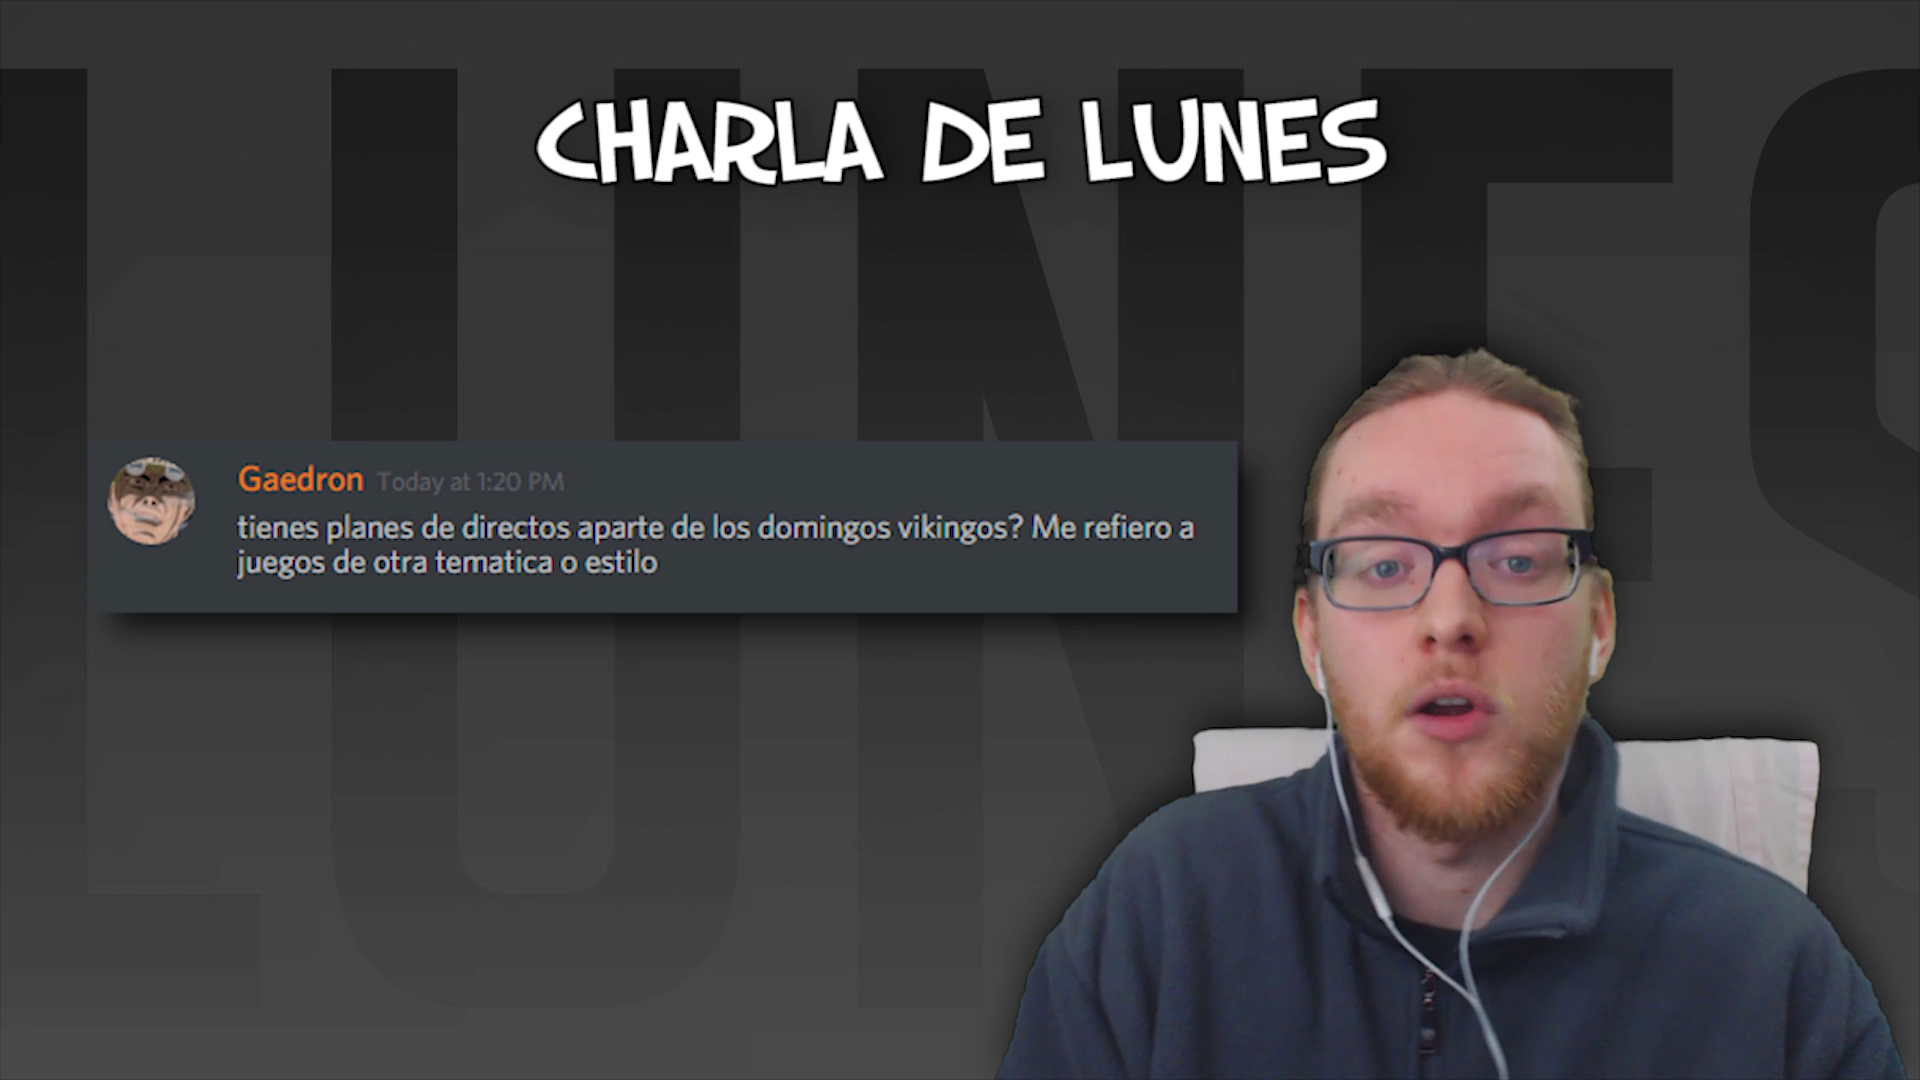 CHARLA DE LUNES
Gaedron Today at 1:20 PM
tienes planes de directos aparte de los domingos vikingos? Me refiero a
juegos de otra tematica o estilo
LUNES